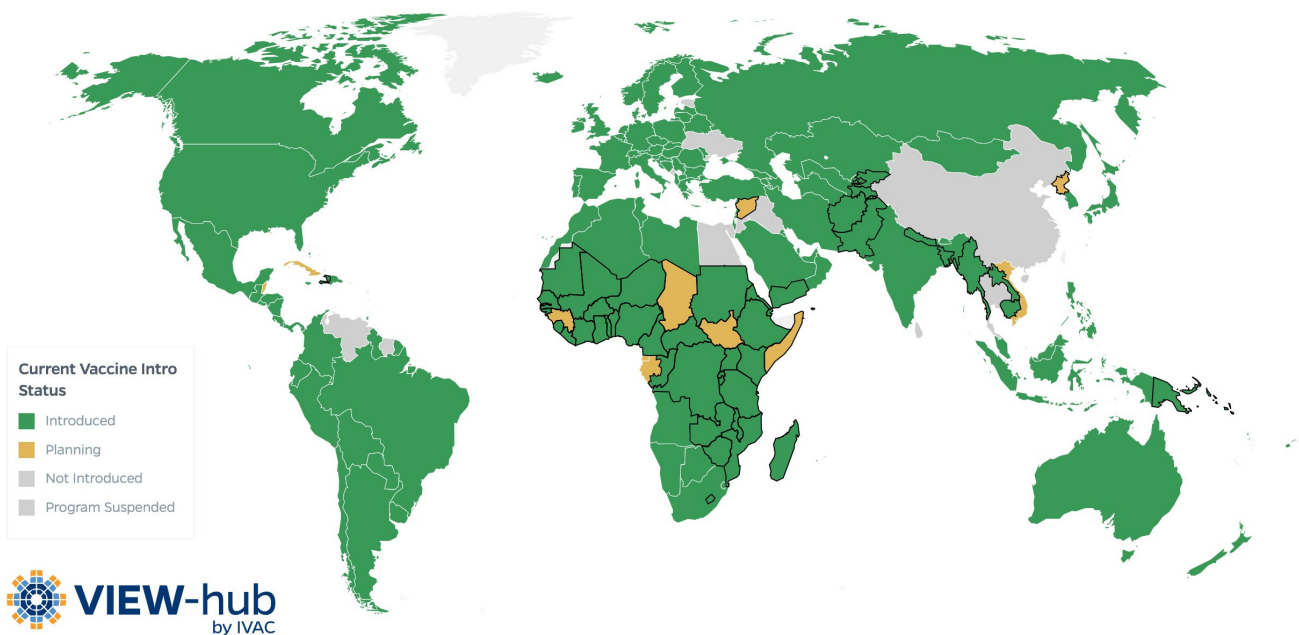 Current Vaccine Intro
Status
Introduced
Planning
Not Introduced
Program Suspended
VIEW-hub
by IVAC